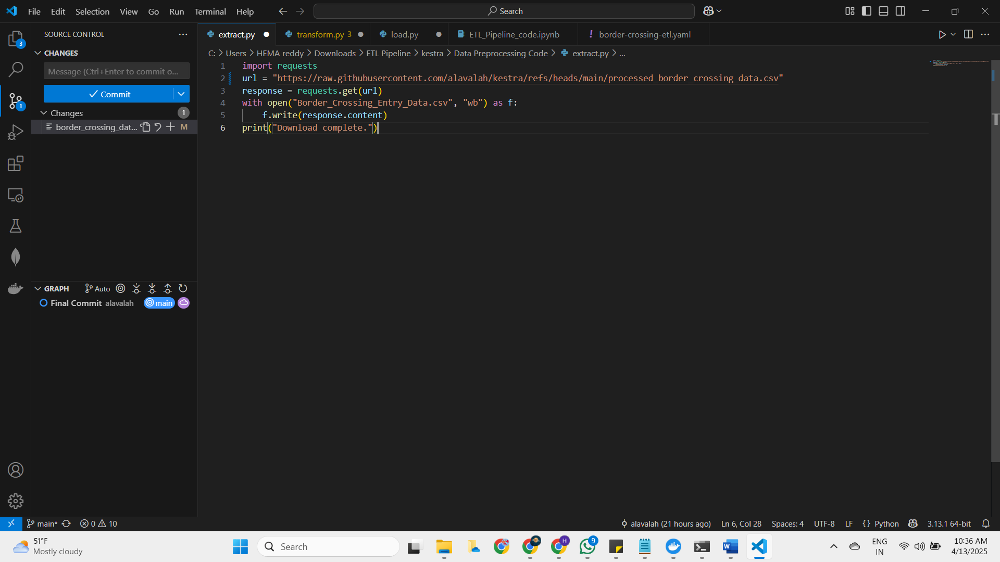 File Edit Selection View Go Run Terminal Help
Search
SOURCE CONTROL
CHANGES
Message (Ctrl+Enter to commit o...
Commit
Changes 1
border_crossing_dat... M
GRAPH Auto
Final Commit alavalah main
3
1
extract.py
transform.py 3
load.py
ETL_Pipeline_code.ipynb
! border-crossing-etl.yaml
C: > Users > HEMA reddy > Downloads > ETL Pipeline > kestra > Data Preprocessing Code > extract.py > ...
1 import requests
2 url = "https://raw.githubusercontent.com/alavalah/kestra/refs/heads/main/processed_border_crossing_data.csv"
3 response = requests.get(url)
4 with open("Border_Crossing_Entry_Data.csv", "wb") as f:
5 f.write(response.content)
6 print("Download complete.")
main* 0 10
alavalah (21 hours ago) Ln 6, Col 28 Spaces: 4 UTF-8 LF {} Python 3.13.1 64-bit
51°F
Mostly cloudy
Search
H
9
ENG
IN
10:36 AM
4/13/2025